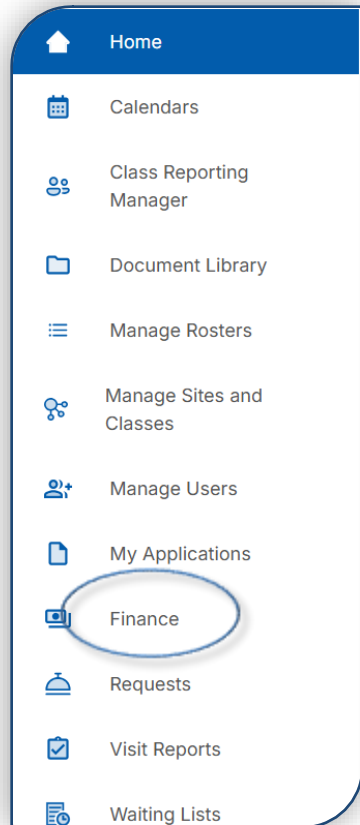 Home
Calendars
Class Reporting
Manager
Document Library
Manage Rosters
Manage Sites and
Classes
Manage Users
My Applications
Finance
Requests
Visit Reports
Waiting Lists